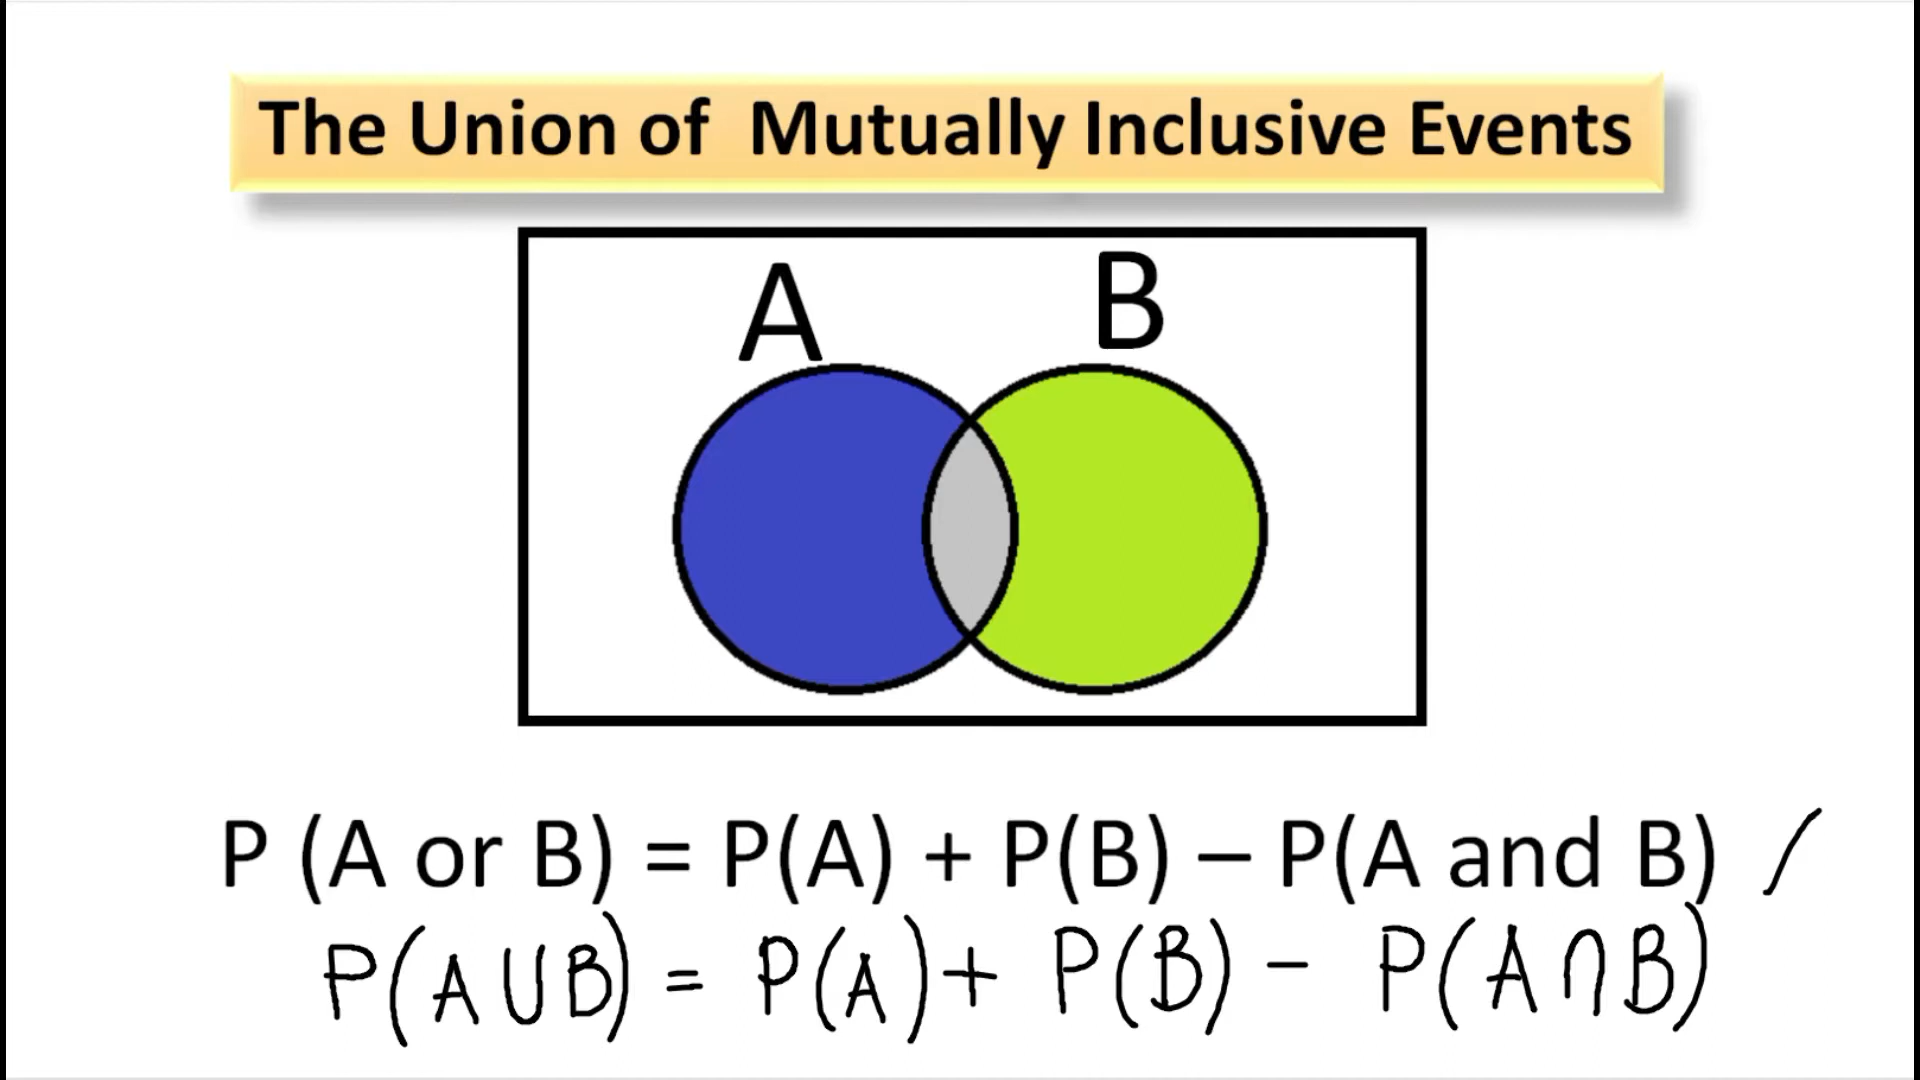 The Union of Mutually Inclusive Events
A B
P (A or B) = P(A) + P(B) – P(A and B) /
P(A∪B) = P(A) + P(B) - P(A∩B)